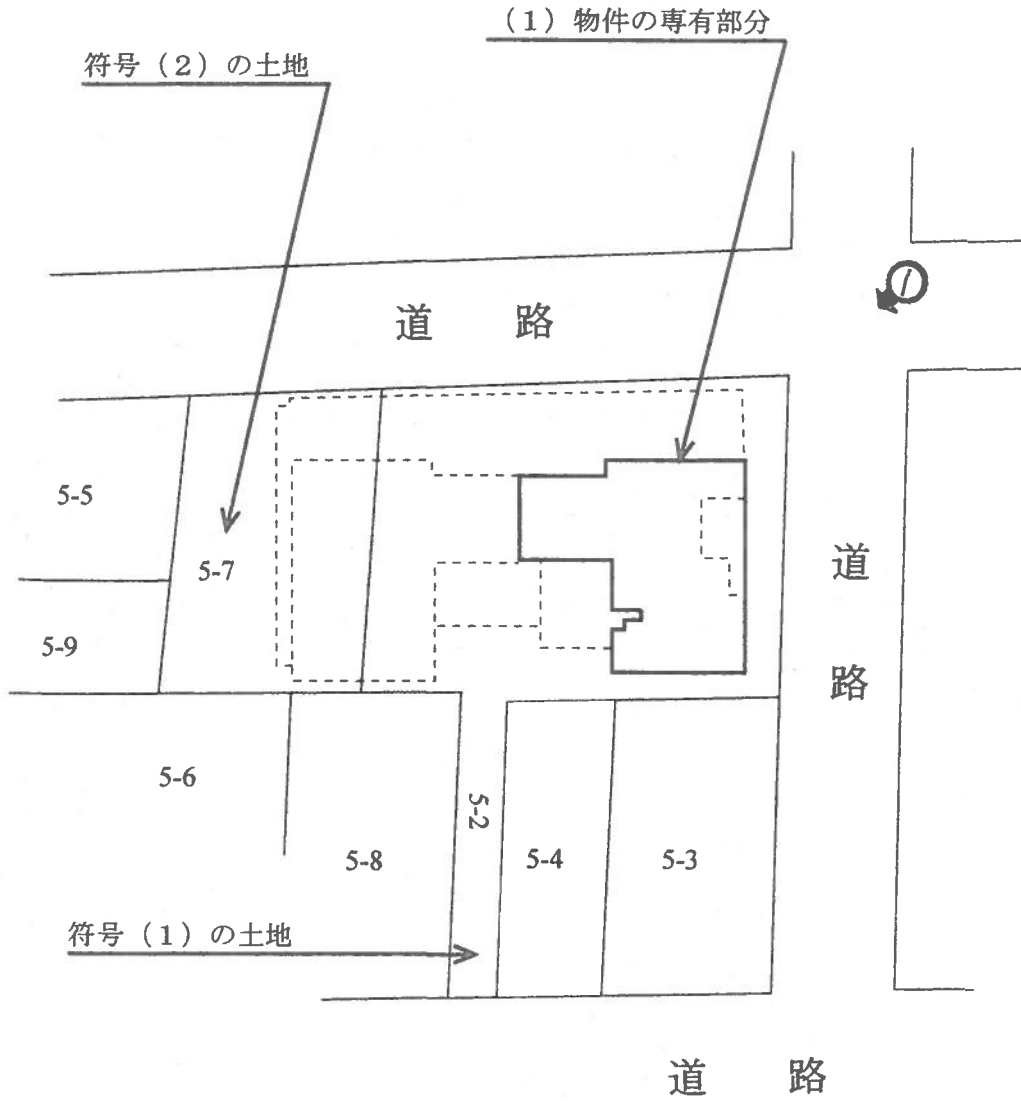 (1)物件の専有部分
符号(2)の土地
①
道 路
5-5
5-7
道 路
5-9
5-6
5-2
5-8
5-4
5-3
符号(1)の土地
道 路